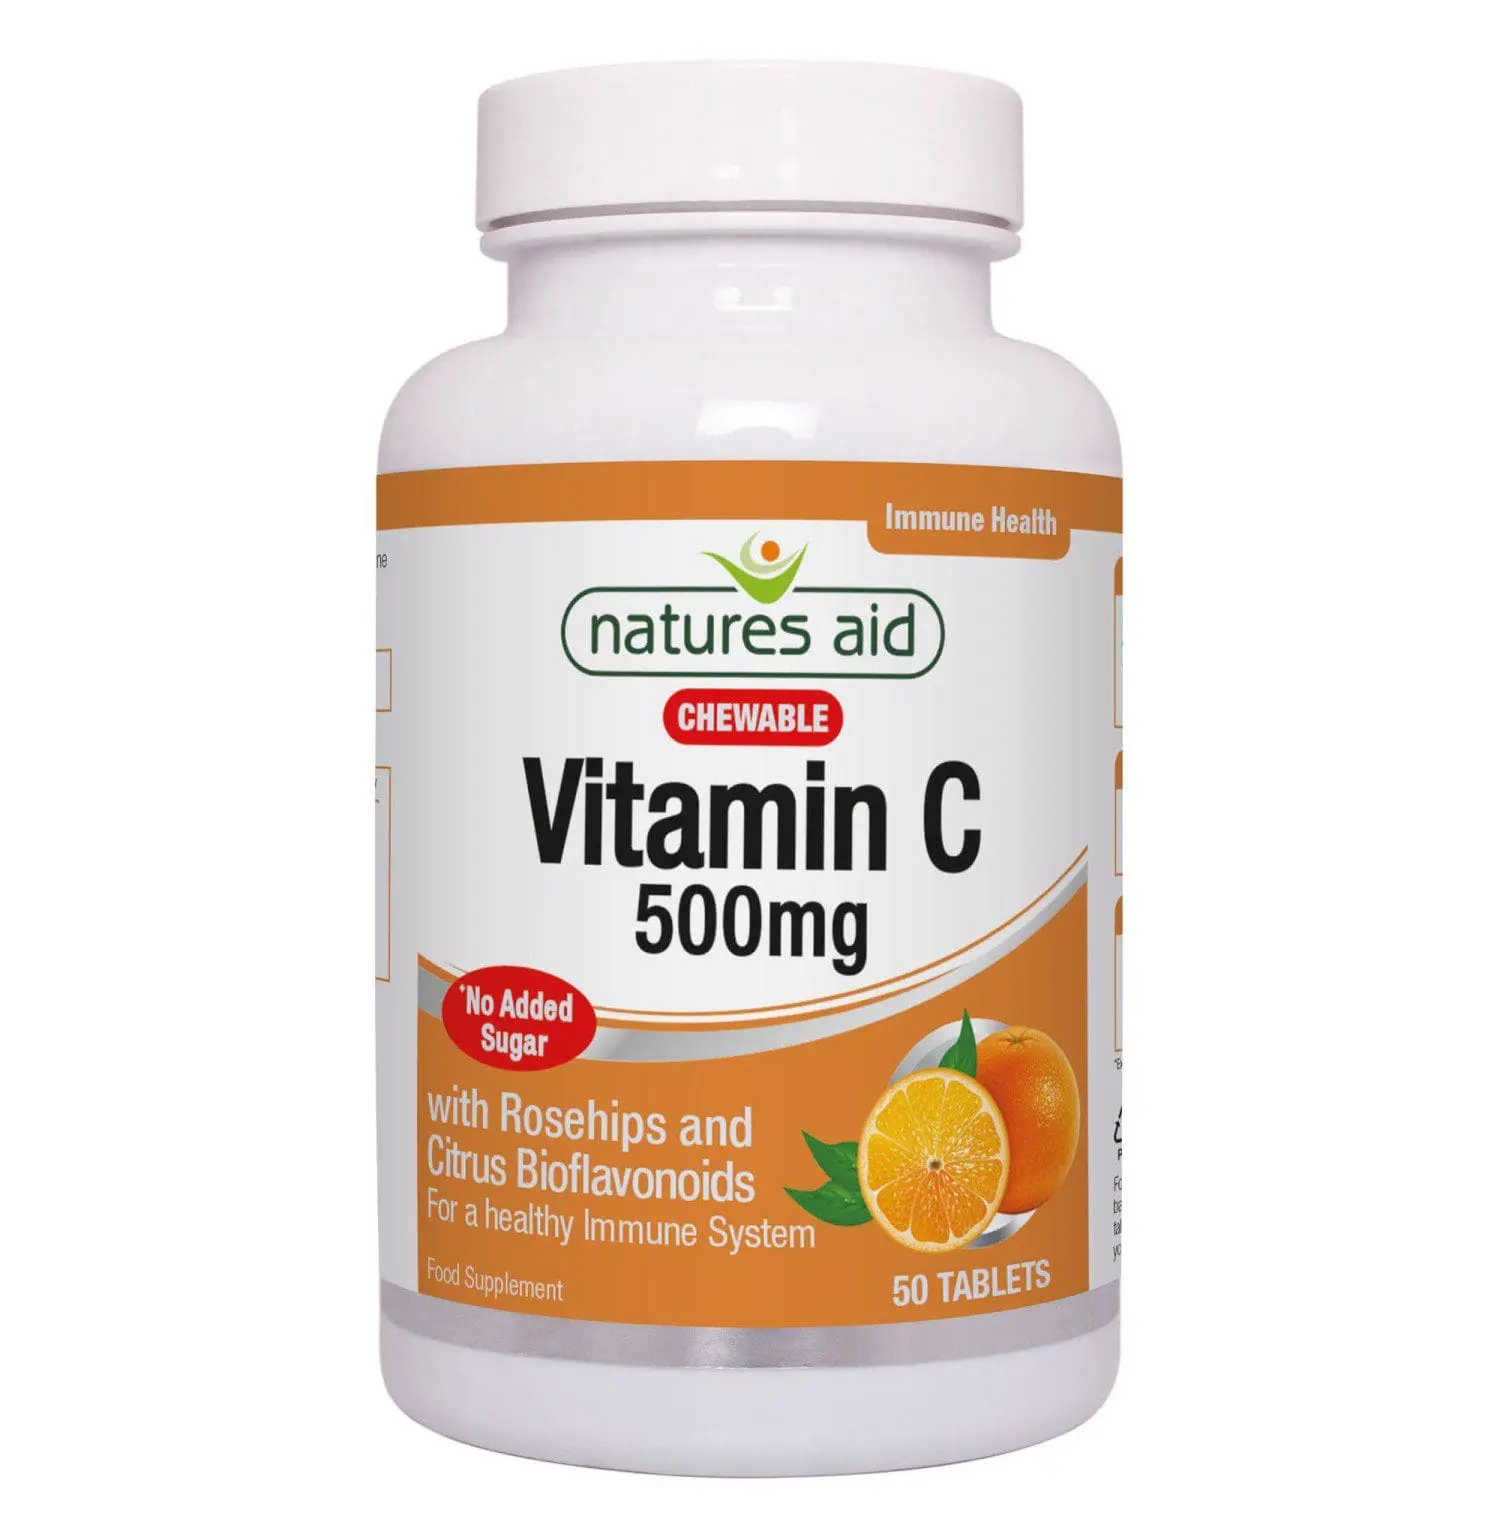 Immune Health
natures aid
CHEWABLE
Vitamin C
500mg
*No Added
Sugar
with Rosehips and
Citrus Bioflavonoids
For a healthy Immune System
Food Supplement
50 TABLETS